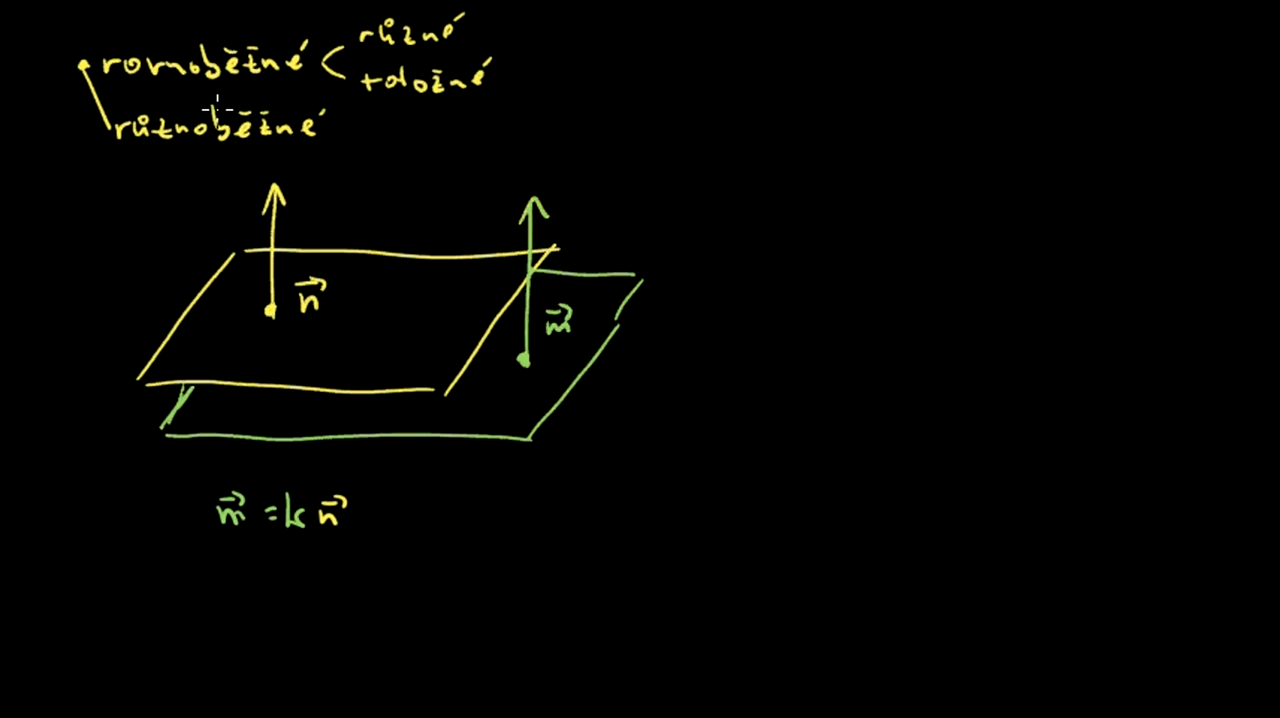 různé
rovnoběžné
totožné
různoběžné
n⃗
m⃗
m⃗ = k n⃗